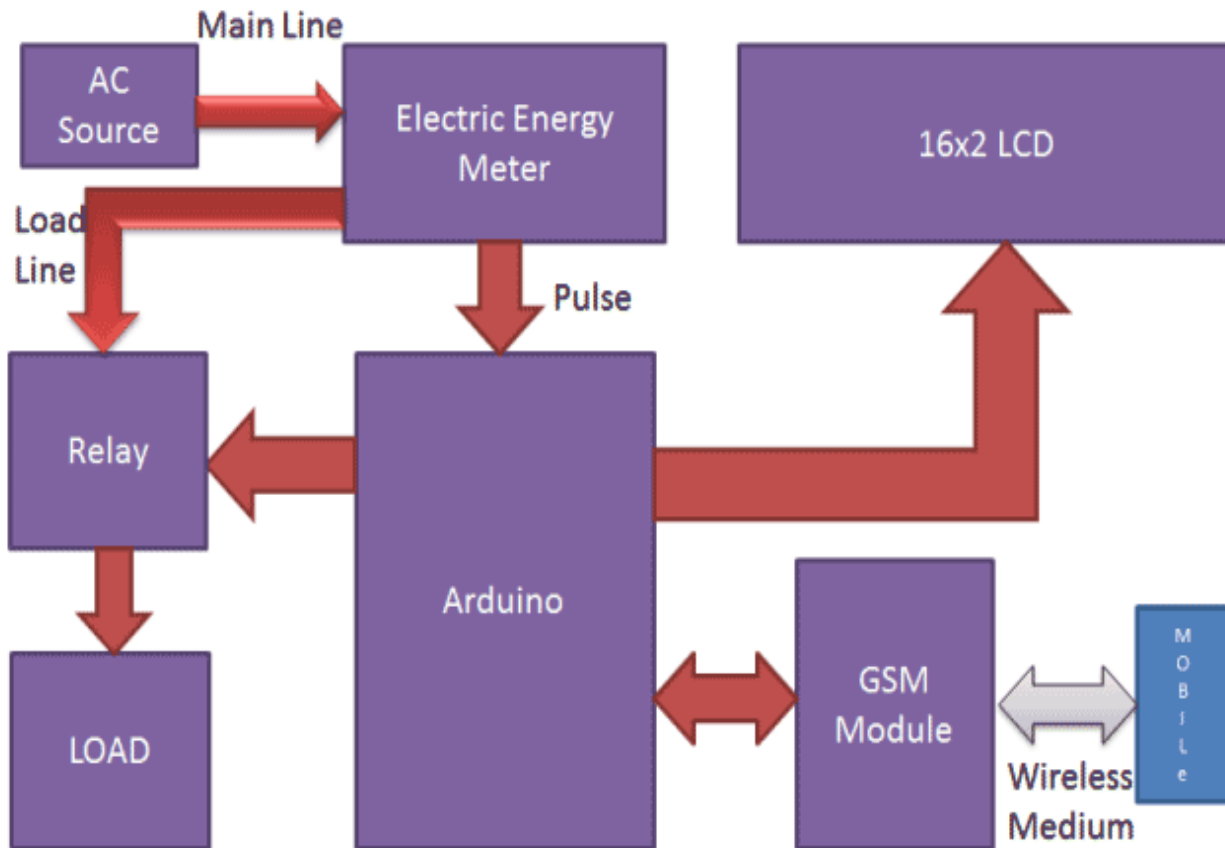 Main Line
AC
Source
Electric Energy
Meter
16x2 LCD
Load
Line
Pulse
Relay
Arduino
LOAD
GSM
Module
Wireless
Medium
M
O
B
i
L
e